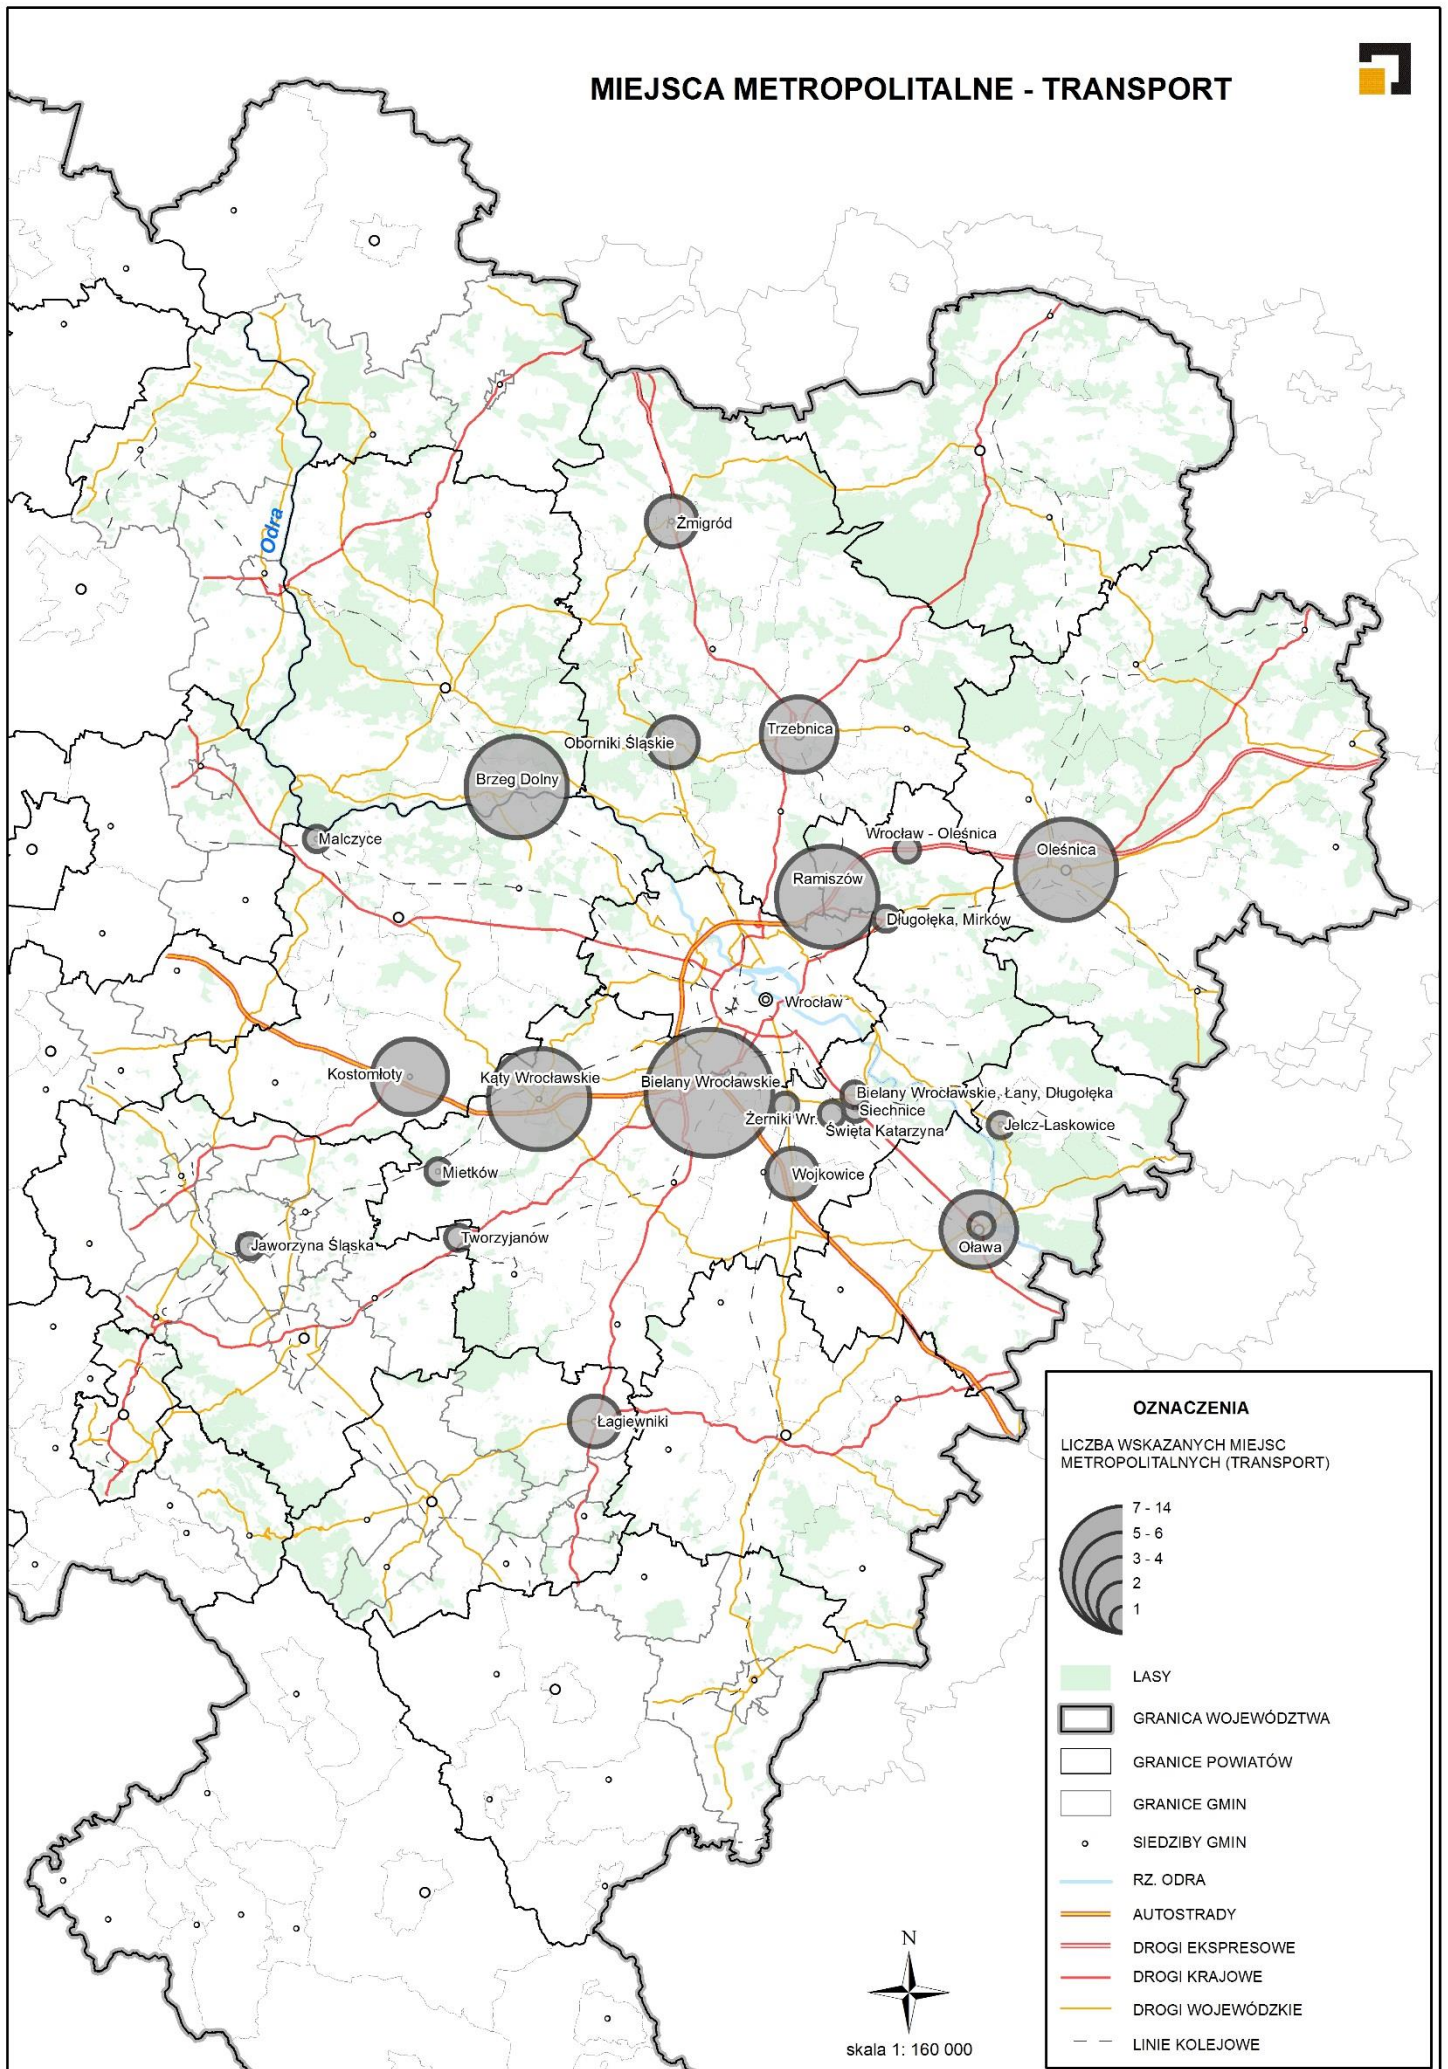 MIEJSCA METROPOLITALNE - TRANSPORT
Odra
Żmigród
Oborniki Śląskie
Trzebnica
Brzeg Dolny
Malczyce
Wrocław - Oleśnica
Oleśnica
Ramiszów
Długołęka, Mirków
Wrocław
Kostomłoty
Kąty Wrocławskie
Bielany Wrocławskie
Bielany Wrocławskie, Łany, Długołęka
Siechnice
Żerniki Wr.
Święta Katarzyna
Jelcz-Laskowice
Mietków
Wojkowice
Tworzyjanów
Jaworzyna Śląska
Oława
Łagiewniki
OZNACZENIA
LICZBA WSKAZANYCH MIEJSC
METROPOLITALNYCH (TRANSPORT)
7 - 14
5 - 6
3 - 4
2
1
LASY
GRANICA WOJEWÓDZTWA
GRANICE POWIATÓW
GRANICE GMIN
SIEDZIBY GMIN
RZ. ODRA
AUTOSTRADY
DROGI EKSPRESOWE
DROGI KRAJOWE
DROGI WOJEWÓDZKIE
LINIE KOLEJOWE
N
skala 1: 160 000